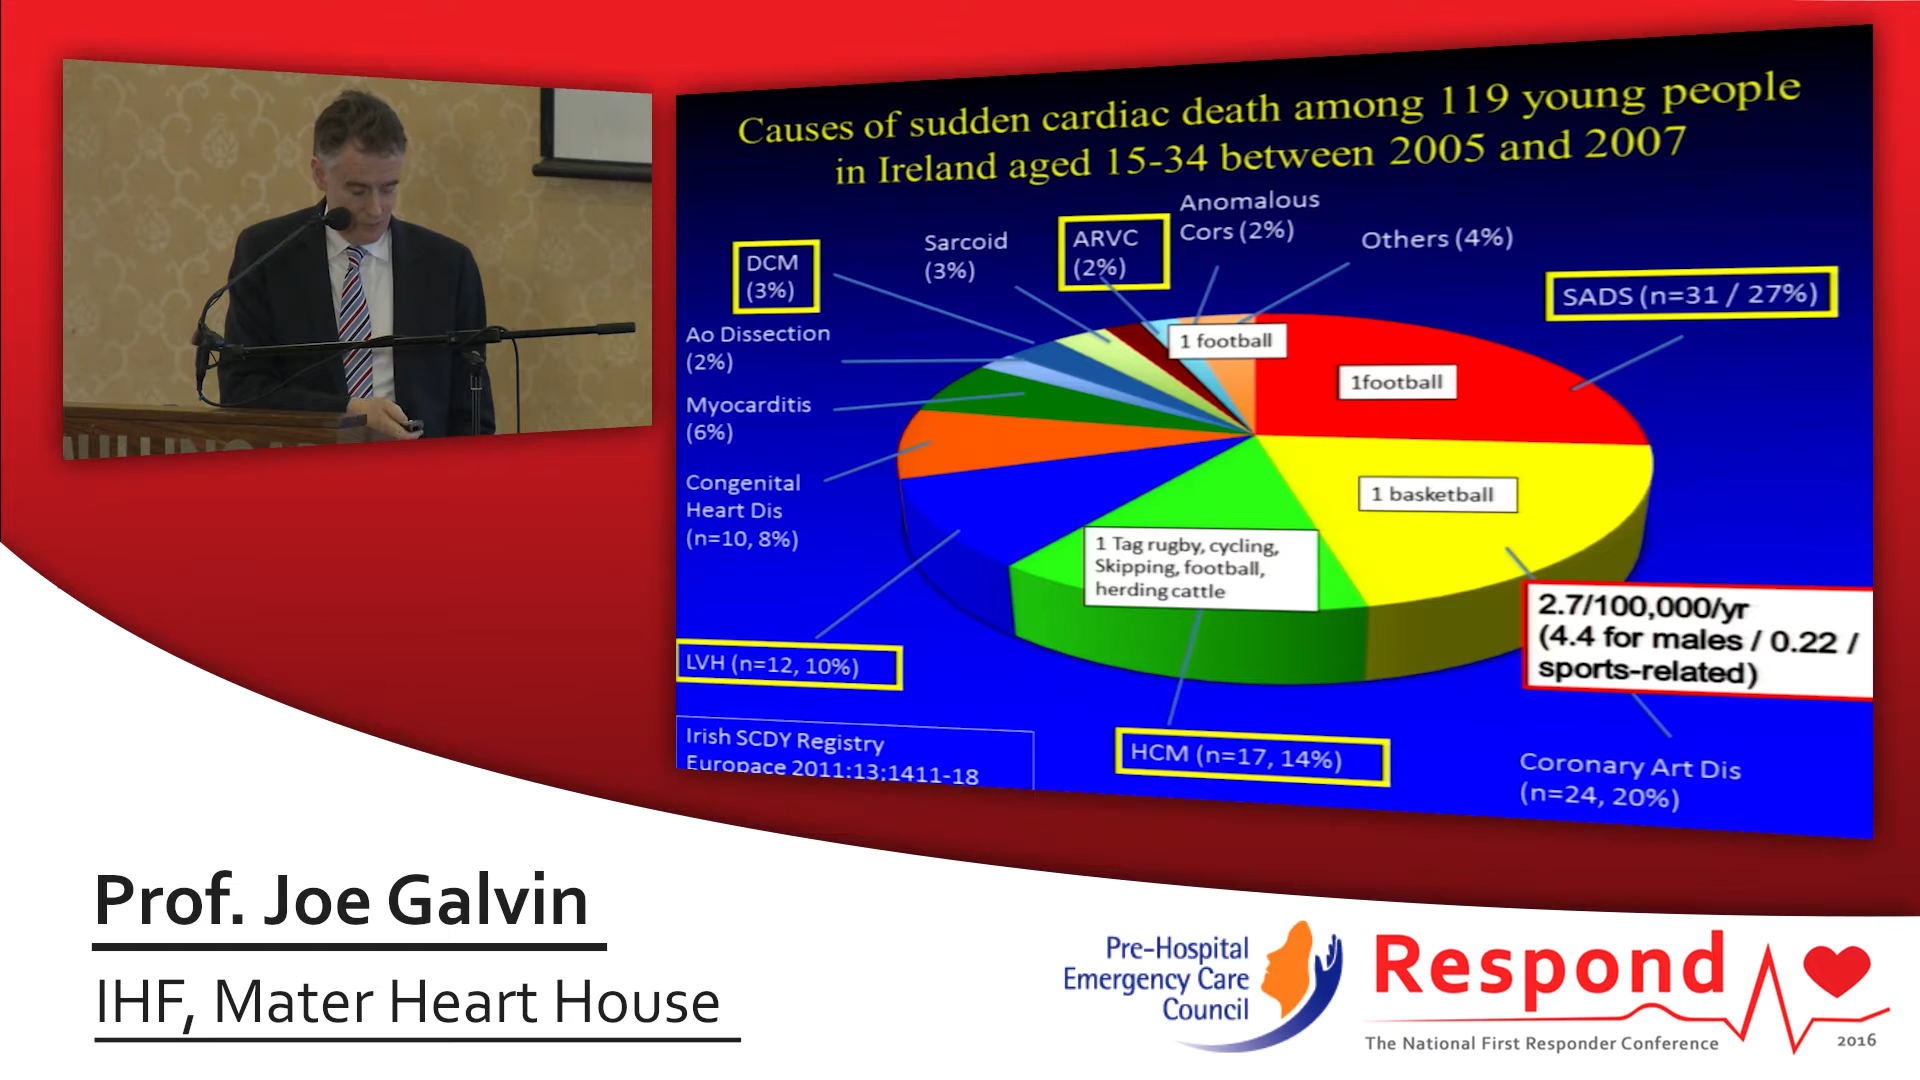 Causes of sudden cardiac death among 119 young people
in Ireland aged 15-34 between 2005 and 2007
Anomalous
Cors (2%)
Others (4%)
ARVC
(2%)
Sarcoid
(3%)
DCM
(3%)
SADS (n=31 / 27%)
Ao Dissection
(2%)
1 football
1football
Myocarditis
(6%)
Congenital
Heart Dis
(n=10, 8%)
1 basketball
1 Tag rugby, cycling,
Skipping, football,
herding cattle
2.7/100,000/yr
(4.4 for males / 0.22 /
sports-related)
LVH (n=12, 10%)
HCM (n=17, 14%)
Coronary Art Dis
(n=24, 20%)
Irish SCDY Registry
Europace 2011;13;1411-18
Prof. Joe Galvin
IHF, Mater Heart House
Pre-Hospital
Emergency Care
Council
Respond
The National First Responder Conference
2016